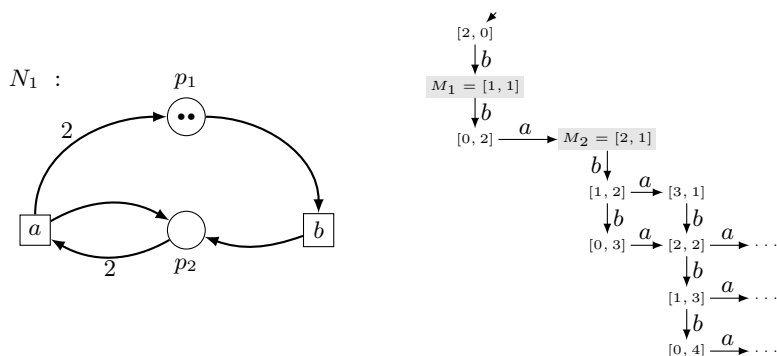 N₁ :
p₁
2
a
b
2
p₂
[2, 0]
b
M₁ = [1, 1]
b
[0, 2] a M₂ = [2, 1]
b
[1, 2] a [3, 1]
b b
[0, 3] a [2, 2] a ···
b
[1, 3] a ···
b
[0, 4] a ···